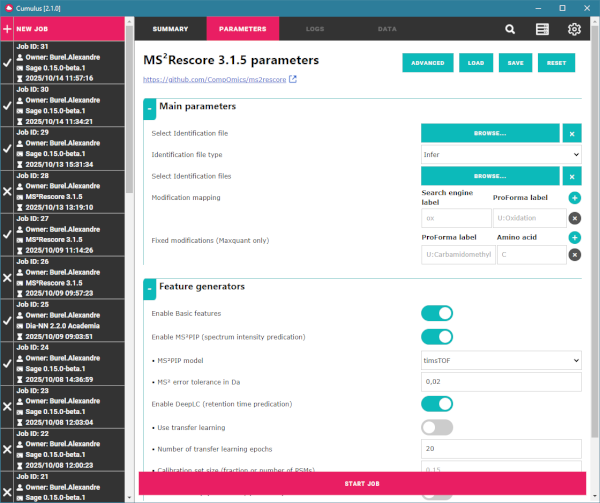 Cumulus [2.1.0]
NEW JOB
Job ID: 31
Owner: Burel.Alexandre
Sage 0.15.0-beta.1
2025/10/14 11:57:16
Job ID: 30
Owner: Burel.Alexandre
Sage 0.15.0-beta.1
2025/10/14 11:34:21
Job ID: 29
Owner: Burel.Alexandre
Sage 0.15.0-beta.1
2025/10/13 15:31:34
Job ID: 28
Owner: Burel.Alexandre
MS²Rescore 3.1.5
2025/10/13 13:19:10
Job ID: 27
Owner: Burel.Alexandre
MS²Rescore 3.1.5
2025/10/09 11:14:26
Job ID: 26
Owner: Burel.Alexandre
MS²Rescore 3.1.5
2025/10/09 09:57:23
Job ID: 25
Owner: Burel.Alexandre
Dia-NN 2.2.0 Academia
2025/10/09 09:03:51
Job ID: 24
Owner: Burel.Alexandre
Sage 0.15.0-beta.1
2025/10/08 14:36:59
Job ID: 23
Owner: Burel.Alexandre
Sage 0.15.0-beta.1
2025/10/08 12:03:04
Job ID: 22
Owner: Burel.Alexandre
Sage 0.15.0-beta.1
2025/10/08 12:00:23
Job ID: 21
Owner: Burel.Alexandre
Sage 0.15.0-beta.1
SUMMARY PARAMETERS LOGS DATA
MS²Rescore 3.1.5 parameters
ADVANCED LOAD SAVE RESET
https://github.com/CompOmics/ms2rescore
- Main parameters
Select Identification file BROWSE...
Identification file type Infer
Select Identification files BROWSE...
Modification mapping Search engine label ProForma label
ox U:Oxidation
Fixed modifications (Maxquant only) ProForma label Amino acid
U:Carbamidomethyl C
- Feature generators
Enable Basic features
Enable MS²PIP (spectrum intensity predication)
• MS²PIP model timsTOF
• MS² error tolerance in Da 0,02
Enable DeepLC (retention time predication)
• Use transfer learning
• Number of transfer learning epochs 20
• Calibration set size (fraction or number of PSMs) 0.15
START JOB